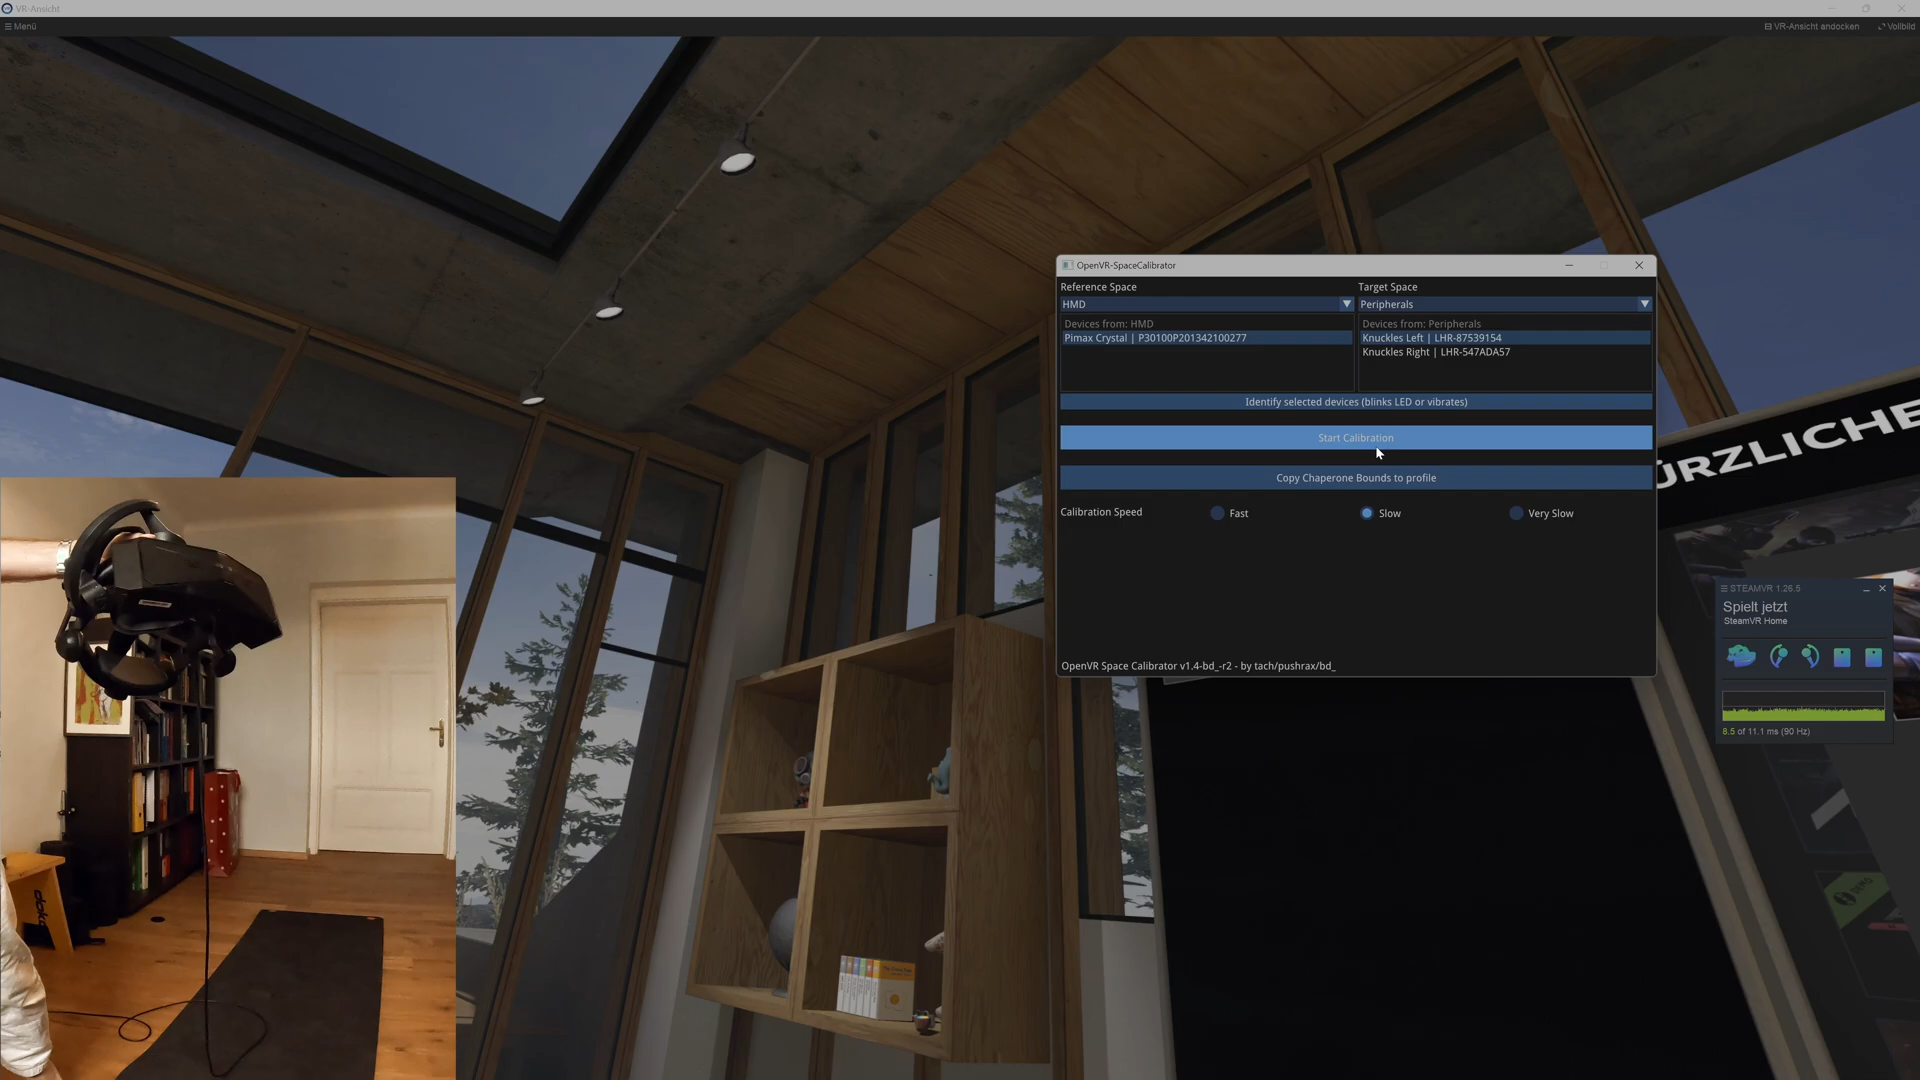 VR-Ansicht
Menü
VR-Ansicht andocken
Vollbild
OpenVR-SpaceCalibrator
Reference Space
Target Space
HMD
Peripherals
Devices from: HMD
Devices from: Peripherals
Pimax Crystal | P30100P201342100277
Knuckles Left | LHR-87539154
Knuckles Right | LHR-547ADA57
Identify selected devices (blinks LED or vibrates)
Start Calibration
Copy Chaperone Bounds to profile
Calibration Speed
Fast
Slow
Very Slow
OpenVR Space Calibrator v1.4-bd_-r2 - by tach/pushrax/bd_
ÜRZLICHE
STEAMVR 1.26.5
Spielt jetzt
SteamVR Home
8.5 of 11.1 ms (90 Hz)
DEMO